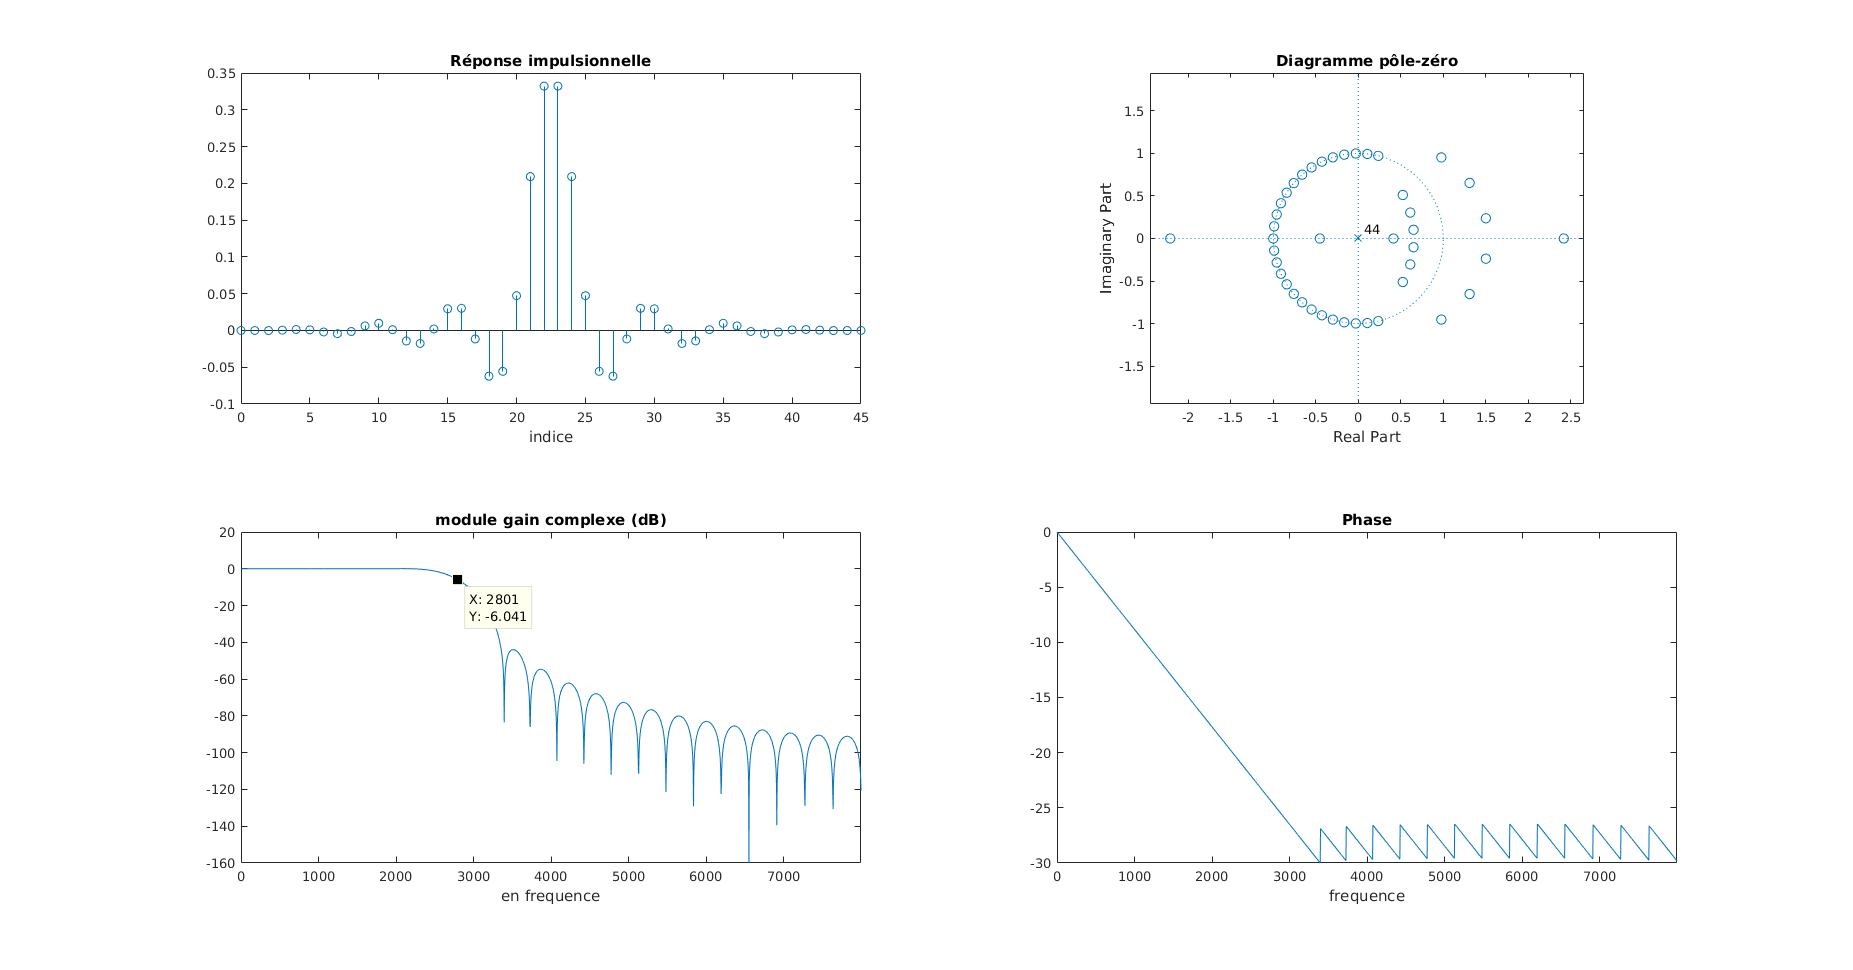 Réponse impulsionnelle
0.35
0.3
0.25
0.2
0.15
0.1
0.05
0
-0.05
-0.1
0 5 10 15 20 25 30 35 40 45
indice
Diagramme pôle-zéro
1.5
1
0.5
0
-0.5
-1
-1.5
44
Imaginary Part
-2 -1.5 -1 -0.5 0 0.5 1 1.5 2 2.5
Real Part
module gain complexe (dB)
20
0
-20
-40
-60
-80
-100
-120
-140
-160
X: 2801
Y: -6.041
0 1000 2000 3000 4000 5000 6000 7000
en frequence
Phase
0
-5
-10
-15
-20
-25
-30
0 1000 2000 3000 4000 5000 6000 7000
frequence